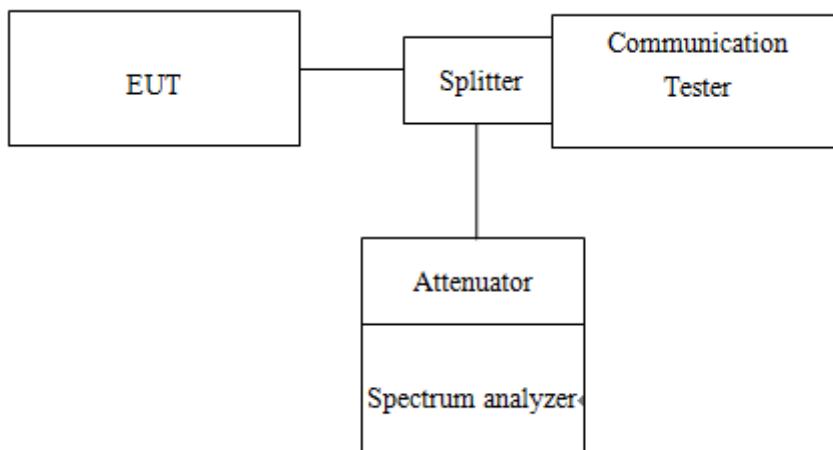 EUT
Splitter
Communication
Tester
Attenuator
Spectrum analyzer